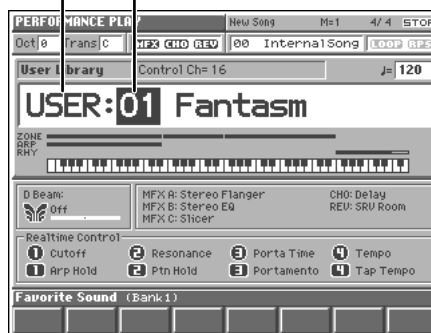 PERFORMANCE PLAY New Song M=1 4/4 STOP
Oct 0 Trans C MFX CHO REV 00 InternalSong LOOP RPS
User Library Control Ch=16 ♩= 120
USER:01 Fantasm
ZONE
ARP
RHY
D Beam: MFX A: Stereo Flanger CHO: Delay
Off MFX B: Stereo EQ REV: SRV Room
MFX C: Slicer
Realtime Control
1 Cutoff 2 Resonance 3 Porta Time 4 Tempo
1 Arp Hold 2 Ptn Hold 3 Portamento 4 Tap Tempo
Favorite Sound (Bank1)